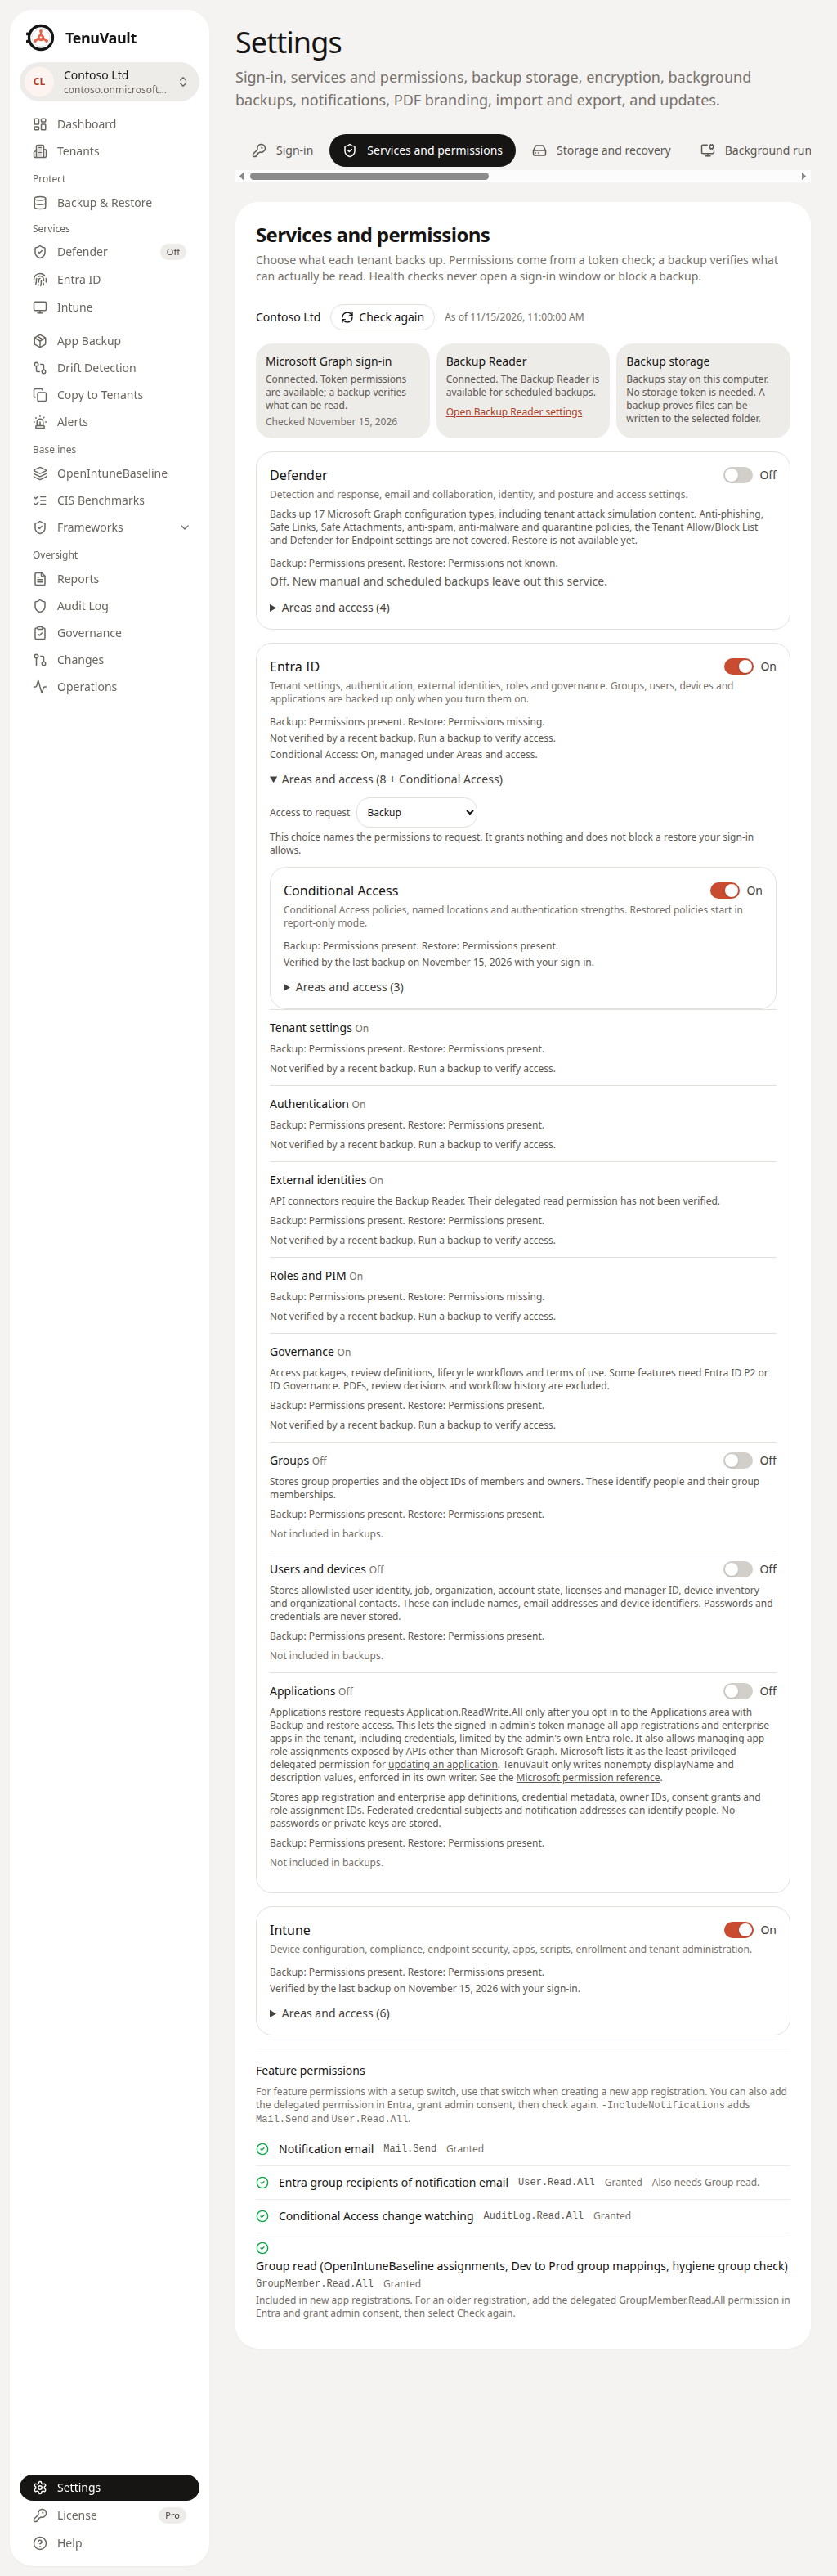 TenuVault
CL
Contoso Ltd
contoso.onmicrosoft...
Dashboard
Tenants
Protect
Backup & Restore
Services
Defender
Off
Entra ID
Intune
App Backup
Drift Detection
Copy to Tenants
Alerts
Baselines
OpenIntuneBaseline
CIS Benchmarks
Frameworks
Oversight
Reports
Audit Log
Governance
Changes
Operations
Settings
License
Pro
Help
Settings
Sign-in, services and permissions, backup storage, encryption, background
backups, notifications, PDF branding, import and export, and updates.
Sign-in
Services and permissions
Storage and recovery
Background run
Services and permissions
Choose what each tenant backs up. Permissions come from a token check; a backup verifies what
can actually be read. Health checks never open a sign-in window or block a backup.
Contoso Ltd
Check again
As of 11/15/2026, 11:00:00 AM
Microsoft Graph sign-in
Connected. Token permissions
are available; a backup verifies
what can be read.
Checked November 15, 2026
Backup Reader
Connected. The Backup Reader is
available for scheduled backups.
Open Backup Reader settings
Backup storage
Backups stay on this computer.
No storage token is needed. A
backup proves files can be
written to the selected folder.
Defender
Off
Detection and response, email and collaboration, identity, and posture and access settings.
Backs up 17 Microsoft Graph configuration types, including tenant attack simulation content. Anti-phishing,
Safe Links, Safe Attachments, anti-spam, anti-malware and quarantine policies, the Tenant Allow/Block List
and Defender for Endpoint settings are not covered. Restore is not available yet.
Backup: Permissions present. Restore: Permissions not known.
Off. New manual and scheduled backups leave out this service.
Areas and access (4)
Entra ID
On
Tenant settings, authentication, external identities, roles and governance. Groups, users, devices and
applications are backed up only when you turn them on.
Backup: Permissions present. Restore: Permissions missing.
Not verified by a recent backup. Run a backup to verify access.
Conditional Access: On, managed under Areas and access.
Areas and access (8 + Conditional Access)
Access to request
Backup
This choice names the permissions to request. It grants nothing and does not block a restore your sign-in
allows.
Conditional Access
On
Conditional Access policies, named locations and authentication strengths. Restored policies start in
report-only mode.
Backup: Permissions present. Restore: Permissions present.
Verified by the last backup on November 15, 2026 with your sign-in.
Areas and access (3)
Tenant settings On
Backup: Permissions present. Restore: Permissions present.
Not verified by a recent backup. Run a backup to verify access.
Authentication On
Backup: Permissions present. Restore: Permissions present.
Not verified by a recent backup. Run a backup to verify access.
External identities On
API connectors require the Backup Reader. Their delegated read permission has not been verified.
Backup: Permissions present. Restore: Permissions present.
Not verified by a recent backup. Run a backup to verify access.
Roles and PIM On
Backup: Permissions present. Restore: Permissions missing.
Not verified by a recent backup. Run a backup to verify access.
Governance On
Access packages, review definitions, lifecycle workflows and terms of use. Some features need Entra ID P2 or
ID Governance. PDFs, review decisions and workflow history are excluded.
Backup: Permissions present. Restore: Permissions present.
Not verified by a recent backup. Run a backup to verify access.
Groups Off
Off
Stores group properties and the object IDs of members and owners. These identify people and their group
memberships.
Backup: Permissions present. Restore: Permissions present.
Not included in backups.
Users and devices Off
Off
Stores allowlisted user identity, job, organization, account state, licenses and manager ID, device inventory
and organizational contacts. These can include names, email addresses and device identifiers. Passwords and
credentials are never stored.
Backup: Permissions present. Restore: Permissions present.
Not included in backups.
Applications Off
Off
Applications restore requests Application.ReadWrite.All only after you opt in to the Applications area with
Backup and restore access. This lets the signed-in admin's token manage all app registrations and enterprise
apps in the tenant, including credentials, limited by the admin's own Entra role. It also allows managing app
role assignments exposed by APIs other than Microsoft Graph. Microsoft lists it as the least-privileged
delegated permission for updating an application. TenuVault only writes nonempty displayName and
description values, enforced in its own writer. See the Microsoft permission reference.
Stores app registration and enterprise app definitions, credential metadata, owner IDs, consent grants and
role assignment IDs. Federated credential subjects and notification addresses can identify people. No
passwords or private keys are stored.
Backup: Permissions present. Restore: Permissions present.
Not included in backups.
Intune
On
Device configuration, compliance, endpoint security, apps, scripts, enrollment and tenant administration.
Backup: Permissions present. Restore: Permissions present.
Verified by the last backup on November 15, 2026 with your sign-in.
Areas and access (6)
Feature permissions
For feature permissions with a setup switch, use that switch when creating a new app registration. You can also add
the delegated permission in Entra, grant admin consent, then check again. -IncludeNotifications adds
Mail.Send and User.Read.All.
Notification email Mail.Send Granted
Entra group recipients of notification email User.Read.All Granted Also needs Group read.
Conditional Access change watching AuditLog.Read.All Granted
Group read (OpenIntuneBaseline assignments, Dev to Prod group mappings, hygiene group check)
GroupMember.Read.All Granted
Included in new app registrations. For an older registration, add the delegated GroupMember.Read.All permission in
Entra and grant admin consent, then select Check again.